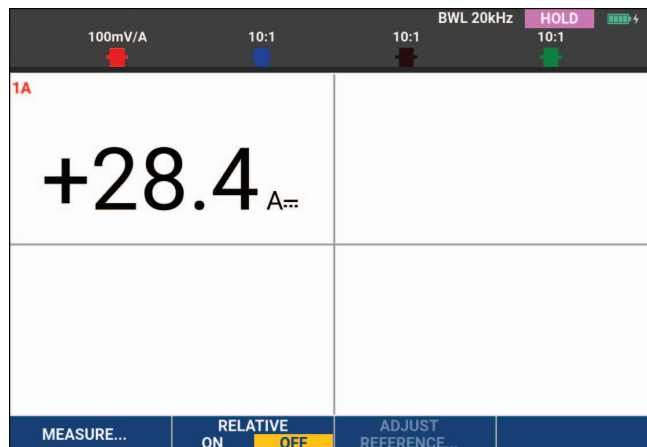 BWL 20kHz HOLD
100mV/A 10:1 10:1 10:1
1A
+28.4 A⎓
MEASURE...
RELATIVE
ON OFF
ADJUST
REFERENCE...